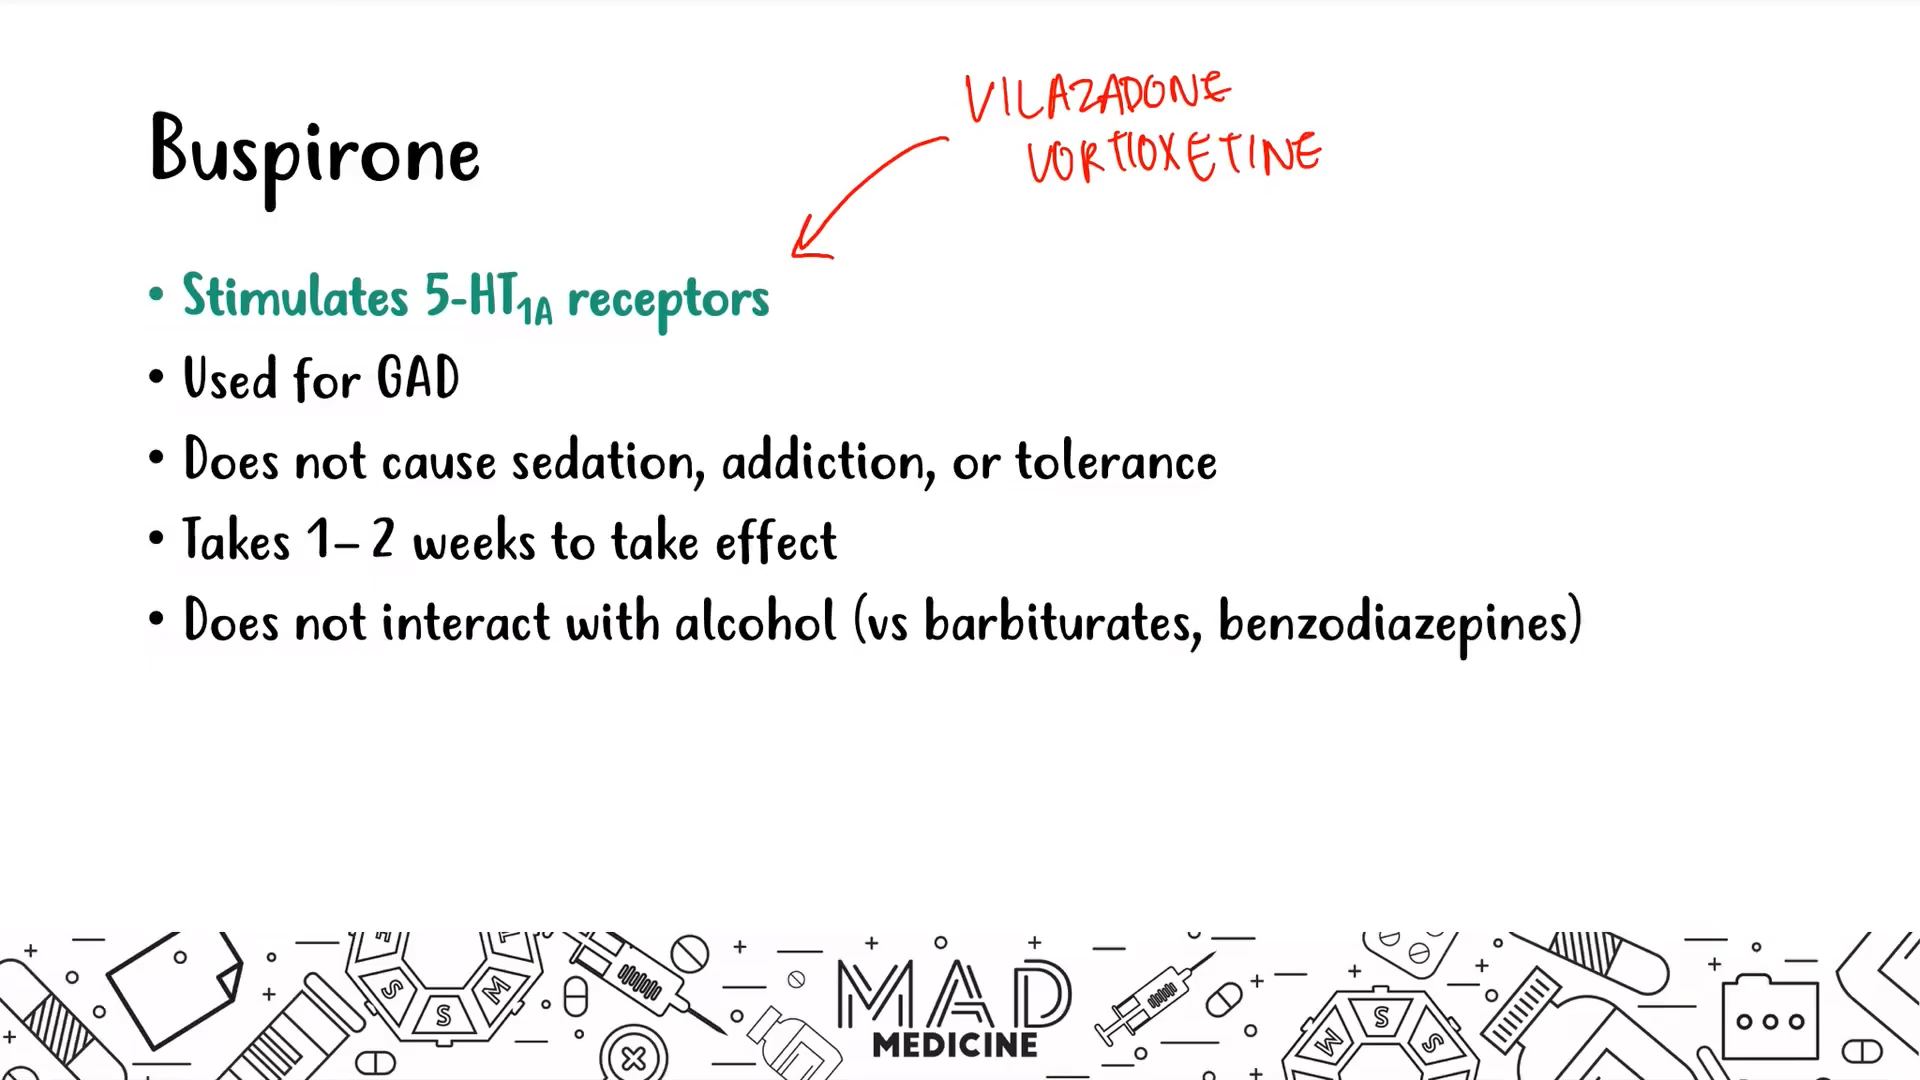 VILAZADONE
VORTIOXETINE
Buspirone
• Stimulates 5-HT1A receptors
• Used for GAD
• Does not cause sedation, addiction, or tolerance
• Takes 1– 2 weeks to take effect
• Does not interact with alcohol (vs barbiturates, benzodiazepines)
S S M
MAD
MEDICINE
M S S